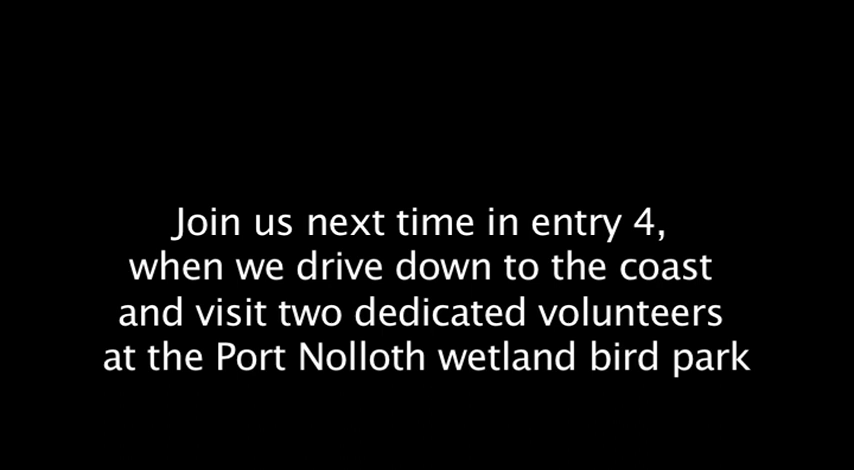 Join us next time in entry 4,
when we drive down to the coast
and visit two dedicated volunteers
at the Port Nolloth wetland bird park